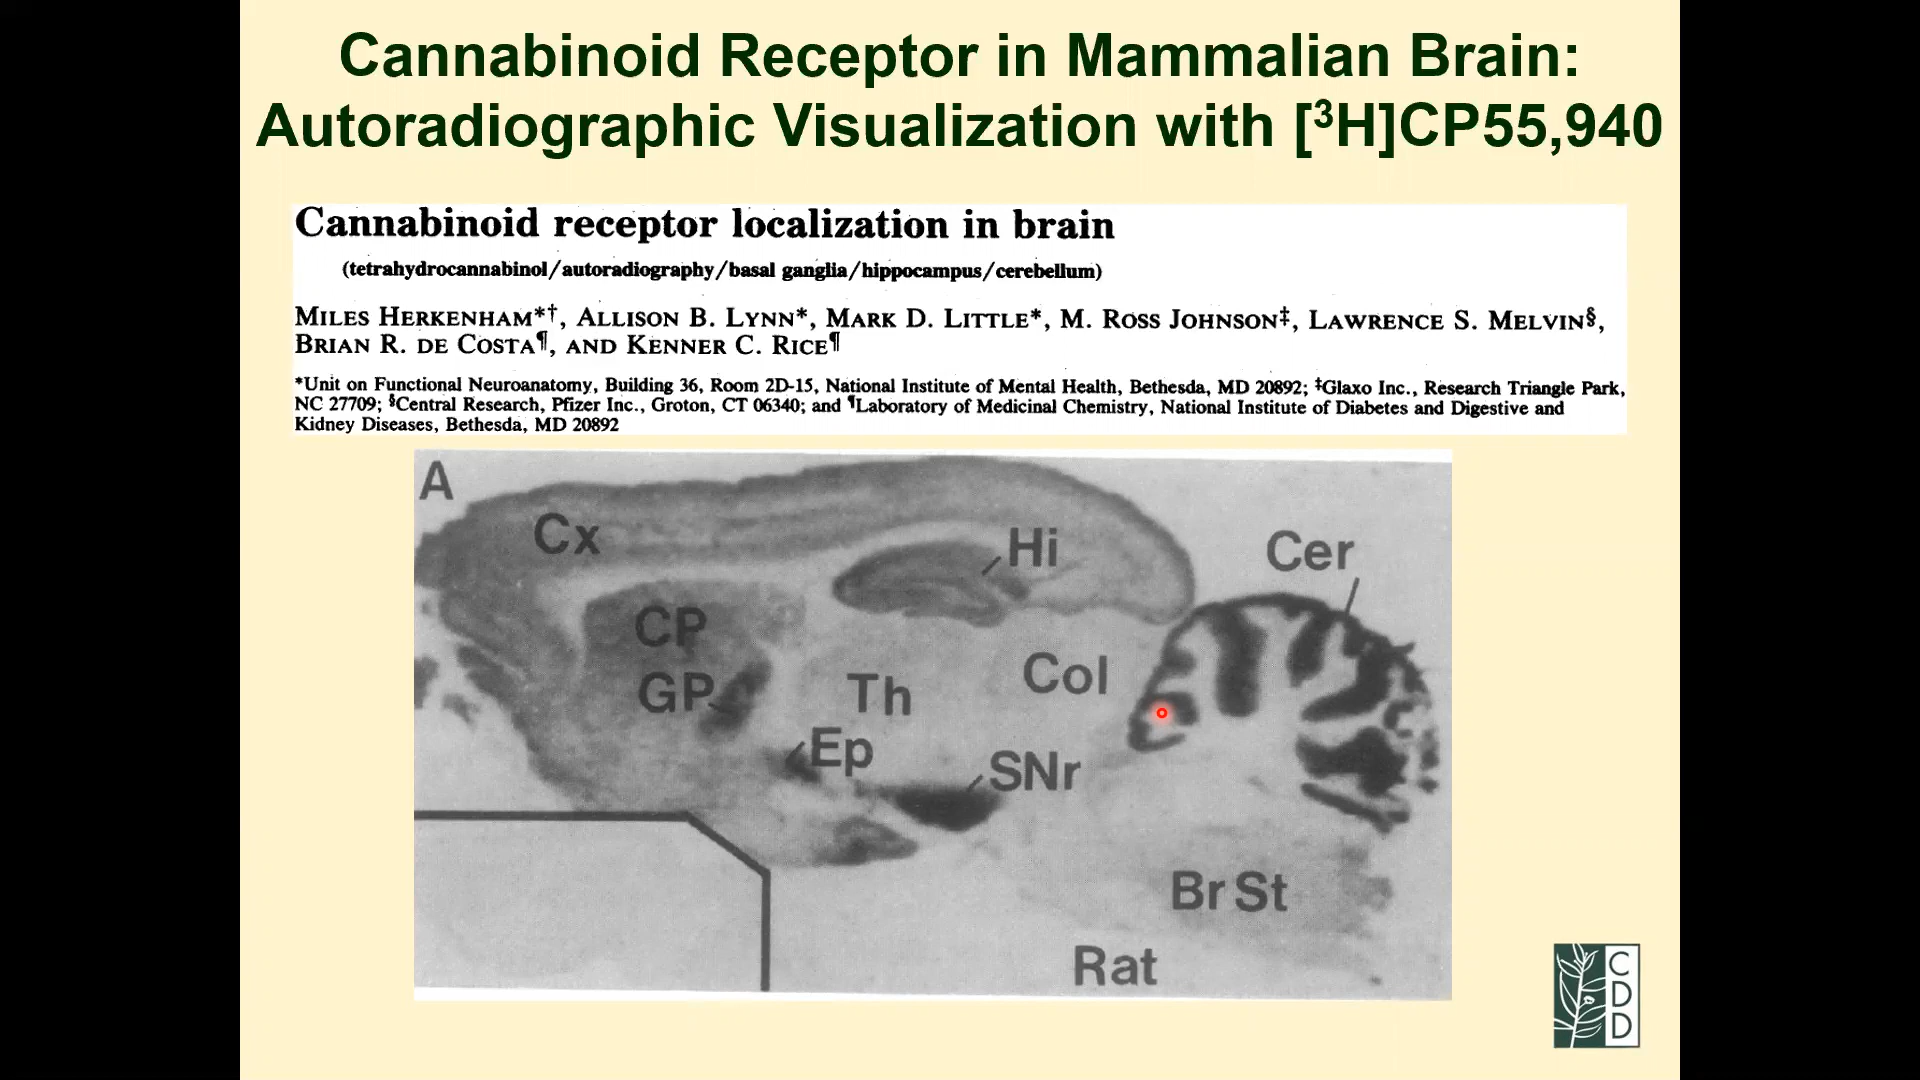 Cannabinoid Receptor in Mammalian Brain:
Autoradiographic Visualization with [³H]CP55,940
Cannabinoid receptor localization in brain
(tetrahydrocannabinol/autoradiography/basal ganglia/hippocampus/cerebellum)
MILES HERKENHAM*†, ALLISON B. LYNN*, MARK D. LITTLE*, M. ROSS JOHNSON‡, LAWRENCE S. MELVIN§,
BRIAN R. DE COSTA¶, AND KENNER C. RICE¶
*Unit on Functional Neuroanatomy, Building 36, Room 2D-15, National Institute of Mental Health, Bethesda, MD 20892; ‡Glaxo Inc., Research Triangle Park,
NC 27709; §Central Research, Pfizer Inc., Groton, CT 06340; and ¶Laboratory of Medicinal Chemistry, National Institute of Diabetes and Digestive and
Kidney Diseases, Bethesda, MD 20892
A
Cx
Hi
Cer
CP
GP
Th
Col
Ep
SNr
Br St
Rat
C
D
D